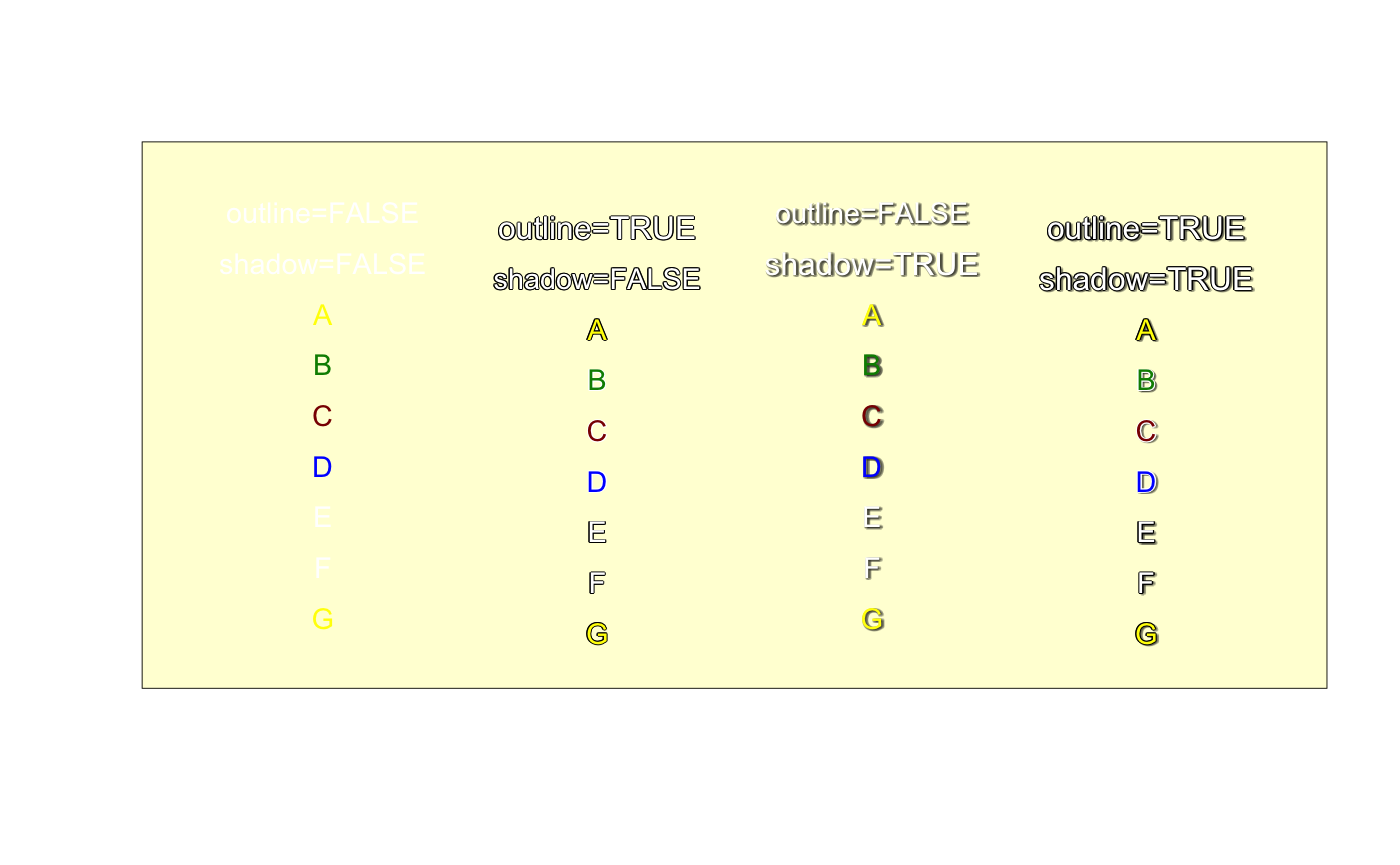 outline=FALSE
shadow=FALSE
A
B
C
D
E
F
G
outline=TRUE
shadow=FALSE
A
B
C
D
E
F
G
outline=FALSE
shadow=TRUE
A
B
C
D
E
F
G
outline=TRUE
shadow=TRUE
A
B
C
D
E
F
G